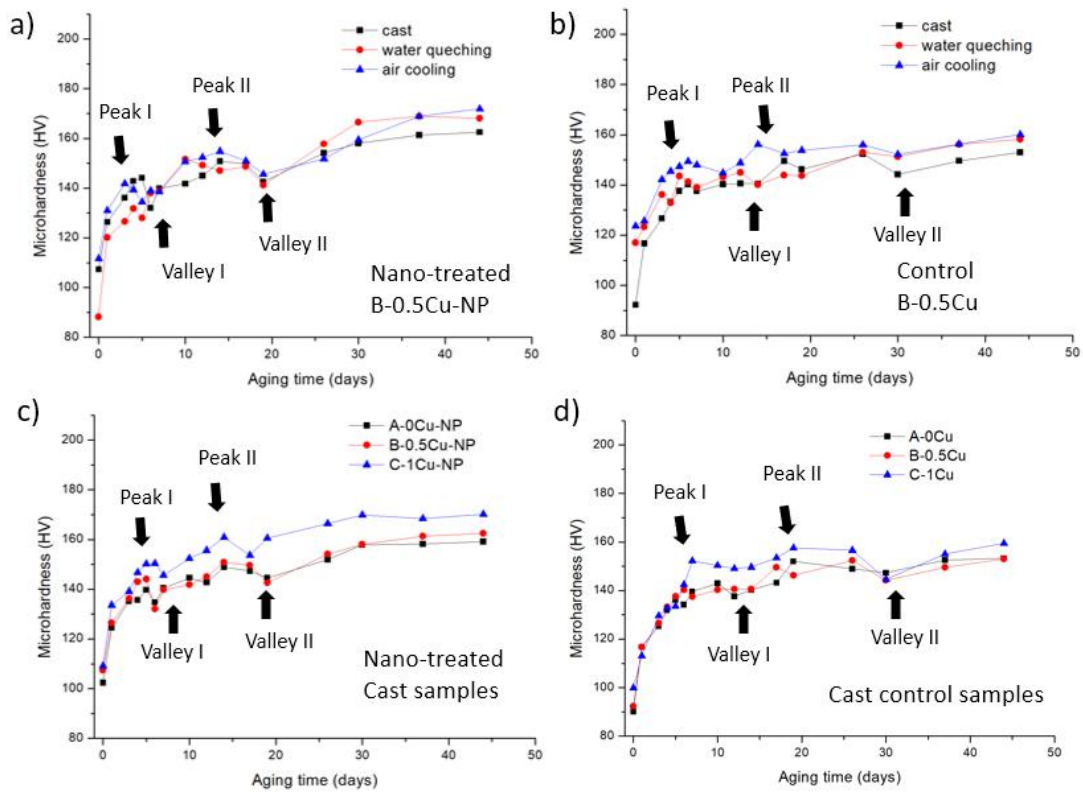 a)
cast
water queching
air cooling
Peak I
Peak II
Valley I
Valley II
Nano-treated
B-0.5Cu-NP
Microhardness (HV)
200
180
160
140
120
100
80
0 10 20 30 40 50
Aging time (days)
b)
cast
water queching
air cooling
Peak I
Peak II
Valley I
Valley II
Control
B-0.5Cu
Microhardness (HV)
200
180
160
140
120
100
80
0 10 20 30 40 50
Aging time (days)
c)
A-0Cu-NP
B-0.5Cu-NP
C-1Cu-NP
Peak I
Peak II
Valley I
Valley II
Nano-treated
Cast samples
Microhardness (HV)
200
180
160
140
120
100
80
0 10 20 30 40 50
Aging time (days)
d)
A-0Cu
B-0.5Cu
C-1Cu
Peak I
Peak II
Valley I
Valley II
Cast control samples
Microhardness (HV)
200
180
160
140
120
100
80
0 10 20 30 40 50
Aging time (days)